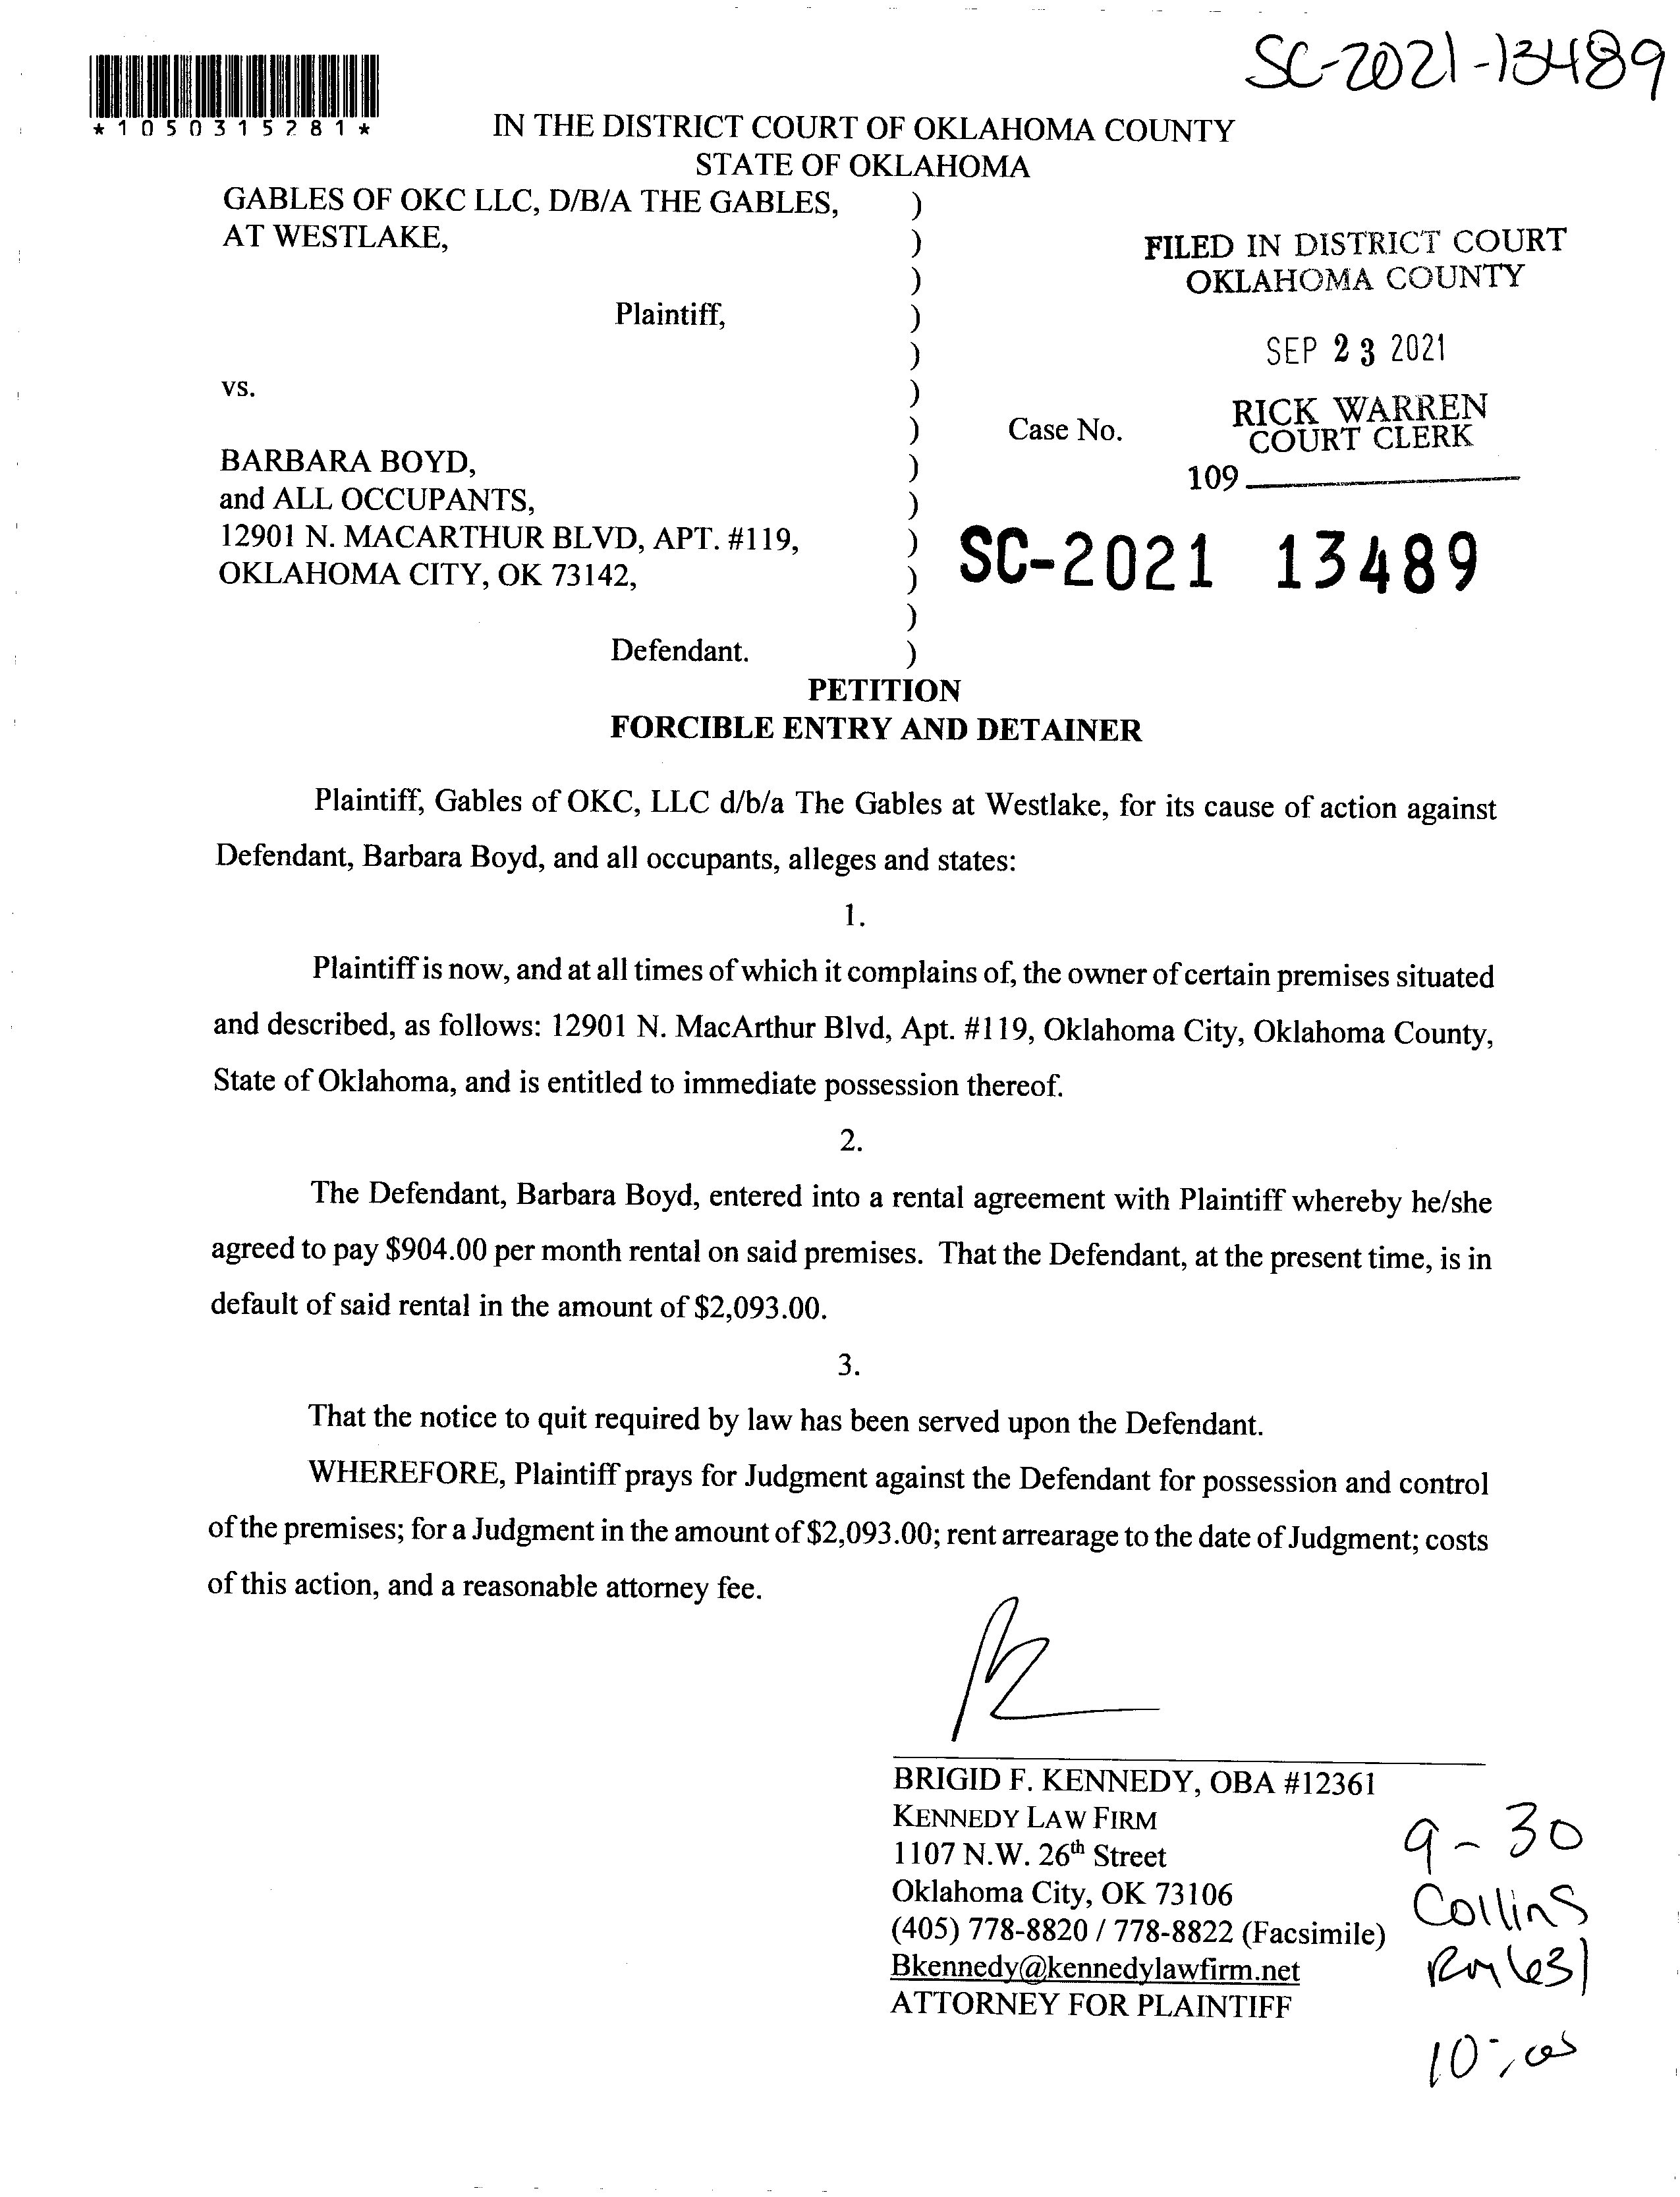 SC-2021-13489
*1050315281*
IN THE DISTRICT COURT OF OKLAHOMA COUNTY
STATE OF OKLAHOMA
GABLES OF OKC LLC, D/B/A THE GABLES, )
AT WESTLAKE, )
)
Plaintiff, )
)
vs. )
)
BARBARA BOYD, )
and ALL OCCUPANTS, )
12901 N. MACARTHUR BLVD, APT. #119, )
OKLAHOMA CITY, OK 73142, )
)
Defendant. )
FILED IN DISTRICT COURT
OKLAHOMA COUNTY
SEP 23 2021
RICK WARREN
COURT CLERK
Case No.
109
SC-2021 13489
PETITION
FORCIBLE ENTRY AND DETAINER
Plaintiff, Gables of OKC, LLC d/b/a The Gables at Westlake, for its cause of action against
Defendant, Barbara Boyd, and all occupants, alleges and states:
1.
Plaintiff is now, and at all times of which it complains of, the owner of certain premises situated
and described, as follows: 12901 N. MacArthur Blvd, Apt. #119, Oklahoma City, Oklahoma County,
State of Oklahoma, and is entitled to immediate possession thereof.
2.
The Defendant, Barbara Boyd, entered into a rental agreement with Plaintiff whereby he/she
agreed to pay $904.00 per month rental on said premises. That the Defendant, at the present time, is in
default of said rental in the amount of $2,093.00.
3.
That the notice to quit required by law has been served upon the Defendant.
WHEREFORE, Plaintiff prays for Judgment against the Defendant for possession and control
of the premises; for a Judgment in the amount of $2,093.00; rent arrearage to the date of Judgment; costs
of this action, and a reasonable attorney fee.
BRIGID F. KENNEDY, OBA #12361
KENNEDY LAW FIRM
1107 N.W. 26th Street
Oklahoma City, OK 73106
(405) 778-8820 / 778-8822 (Facsimile)
Bkennedy@kennedylawfirm.net
ATTORNEY FOR PLAINTIFF
9-30
Collins